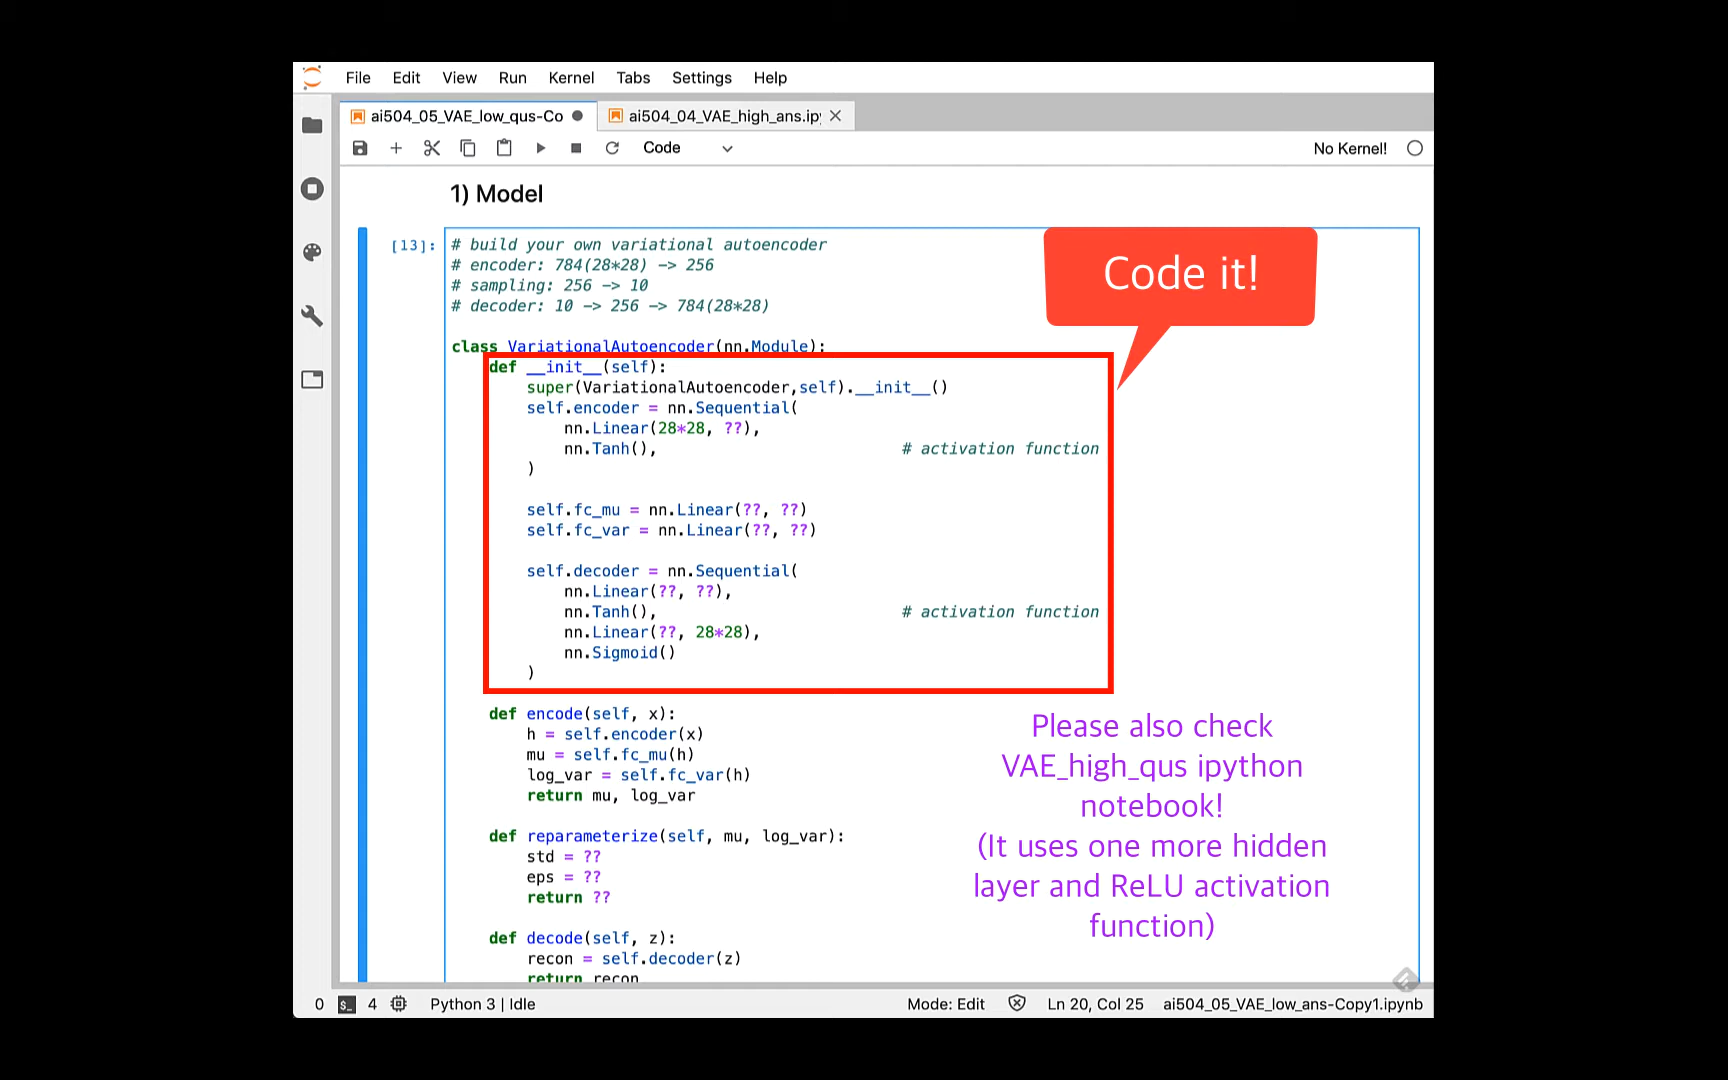 File Edit View Run Kernel Tabs Settings Help
ai504_05_VAE_low_qus-Co ai504_04_VAE_high_ans.ipy
Code No Kernel!
1) Model
[13]: # build your own variational autoencoder
# encoder: 784(28*28) -> 256
# sampling: 256 -> 10
# decoder: 10 -> 256 -> 784(28*28)
Code it!
class VariationalAutoencoder(nn.Module):
def __init__(self):
super(VariationalAutoencoder,self).__init__()
self.encoder = nn.Sequential(
nn.Linear(28*28, ??),
nn.Tanh(), # activation function
)
self.fc_mu = nn.Linear(??, ??)
self.fc_var = nn.Linear(??, ??)
self.decoder = nn.Sequential(
nn.Linear(??, ??),
nn.Tanh(), # activation function
nn.Linear(??, 28*28),
nn.Sigmoid()
)
def encode(self, x):
h = self.encoder(x)
mu = self.fc_mu(h)
log_var = self.fc_var(h)
return mu, log_var
def reparameterize(self, mu, log_var):
std = ??
eps = ??
return ??
def decode(self, z):
recon = self.decoder(z)
return recon
Please also check
VAE_high_qus ipython
notebook!
(It uses one more hidden
layer and ReLU activation
function)
0 4 Python 3 | Idle Mode: Edit Ln 20, Col 25 ai504_05_VAE_low_ans-Copy1.ipynb